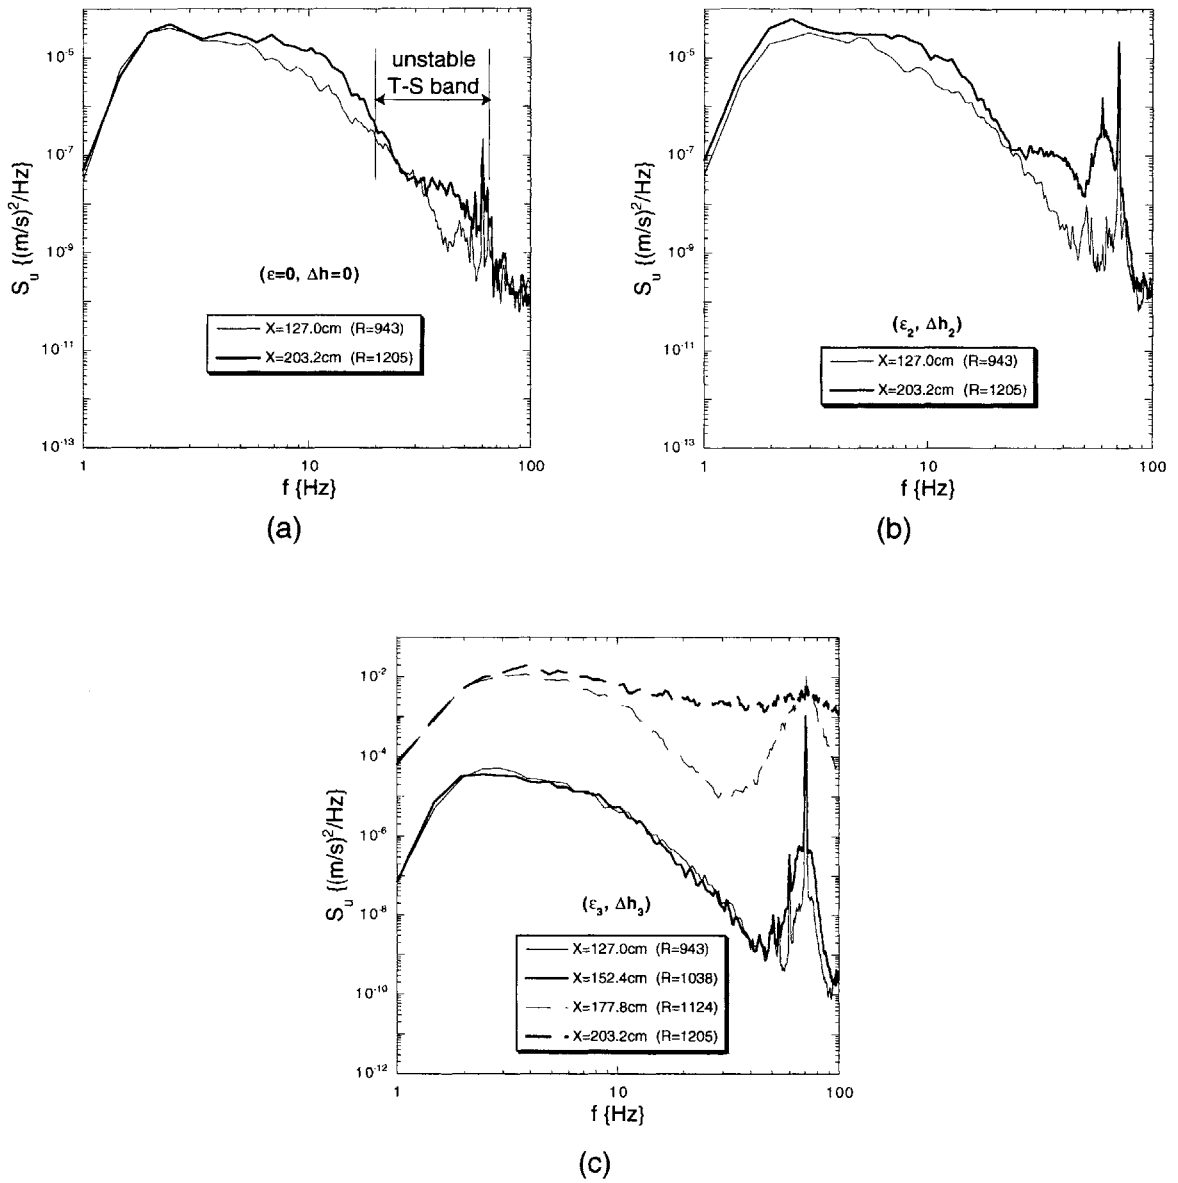 10⁻⁵
10⁻⁷
10⁻⁹
10⁻¹¹
10⁻¹³
S_u {(m/s)²/Hz}
unstable
T-S band
(ε=0, Δh=0)
X=127.0cm (R=943)
X=203.2cm (R=1205)
1
10
100
f {Hz}
(a)
10⁻⁵
10⁻⁷
10⁻⁹
10⁻¹¹
10⁻¹³
S_u {(m/s)²/Hz}
(ε₂, Δh₂)
X=127.0cm (R=943)
X=203.2cm (R=1205)
1
10
100
f {Hz}
(b)
10⁻²
10⁻⁴
10⁻⁶
10⁻⁸
10⁻¹⁰
10⁻¹²
S_u {(m/s)²/Hz}
(ε₃, Δh₃)
X=127.0cm (R=943)
X=152.4cm (R=1038)
X=177.8cm (R=1124)
X=203.2cm (R=1205)
1
10
100
f {Hz}
(c)